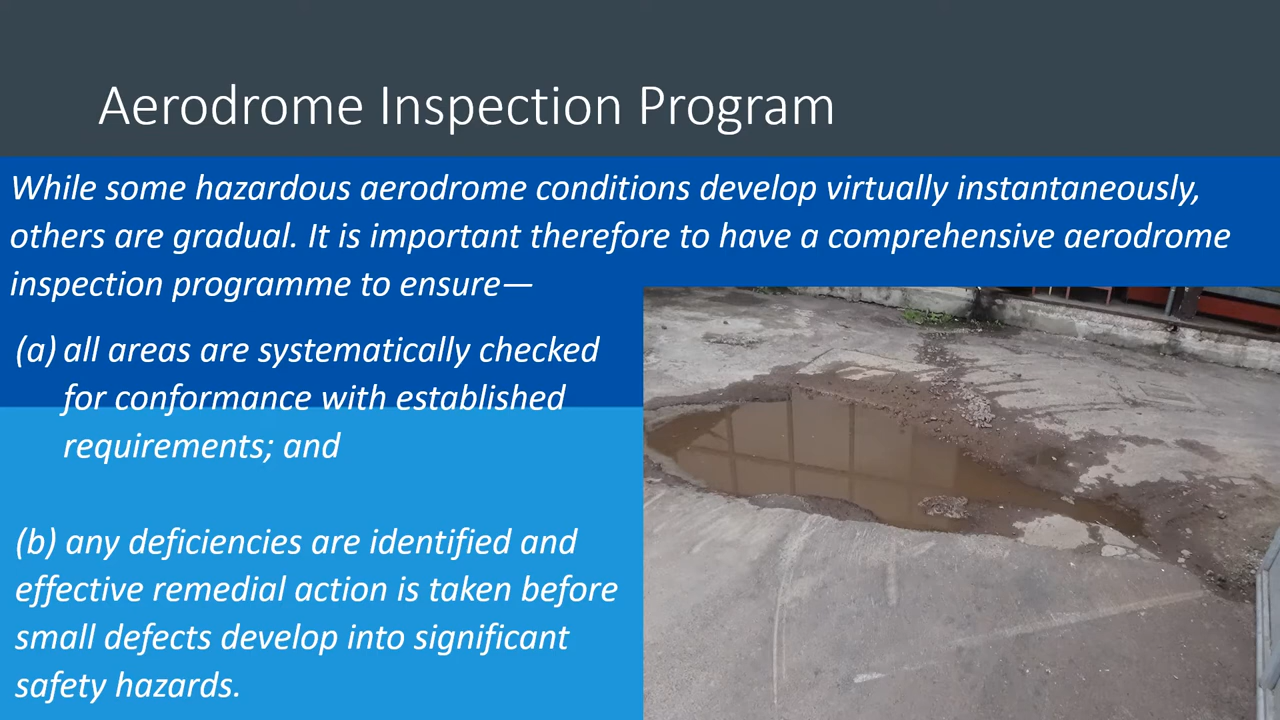 Aerodrome Inspection Program
While some hazardous aerodrome conditions develop virtually instantaneously,
others are gradual. It is important therefore to have a comprehensive aerodrome
inspection programme to ensure—
(a) all areas are systematically checked
for conformance with established
requirements; and
(b) any deficiencies are identified and
effective remedial action is taken before
small defects develop into significant
safety hazards.